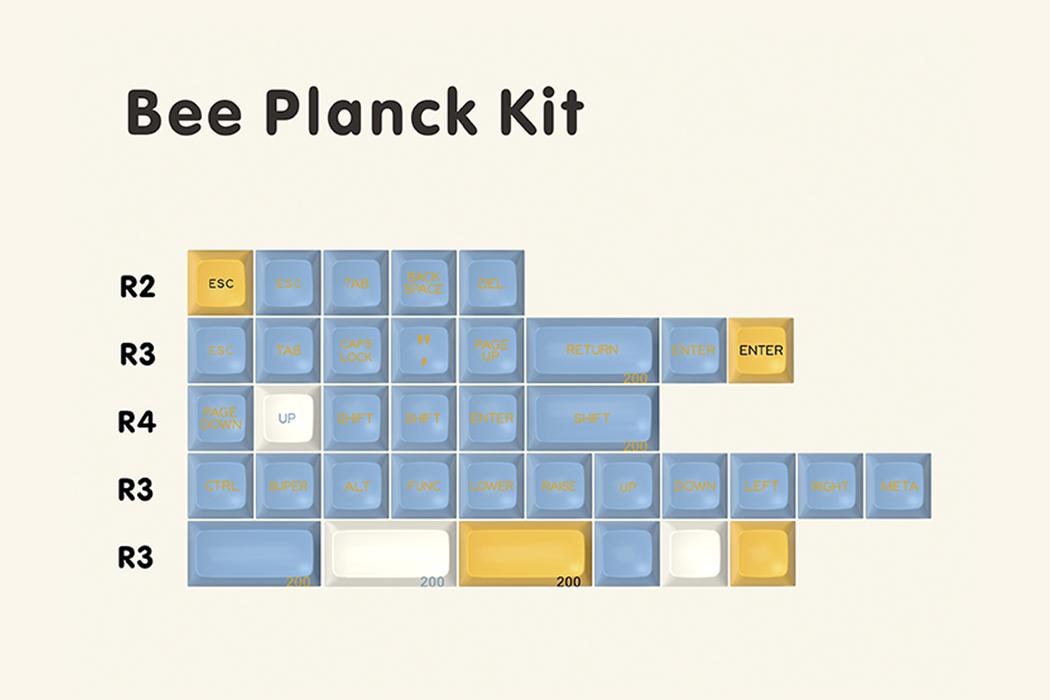 Bee Planck Kit
R2 ESC ESC TAB BACK SPACE DEL
R3 ESC TAB CAPS LOCK " , PAGE UP RETURN 200 ENTER ENTER
R4 PAGE DOWN UP SHIFT SHIFT ENTER SHIFT 200
R3 CTRL SUPER ALT FUNC LOWER RAISE UP DOWN LEFT RIGHT META
R3 200 200 200